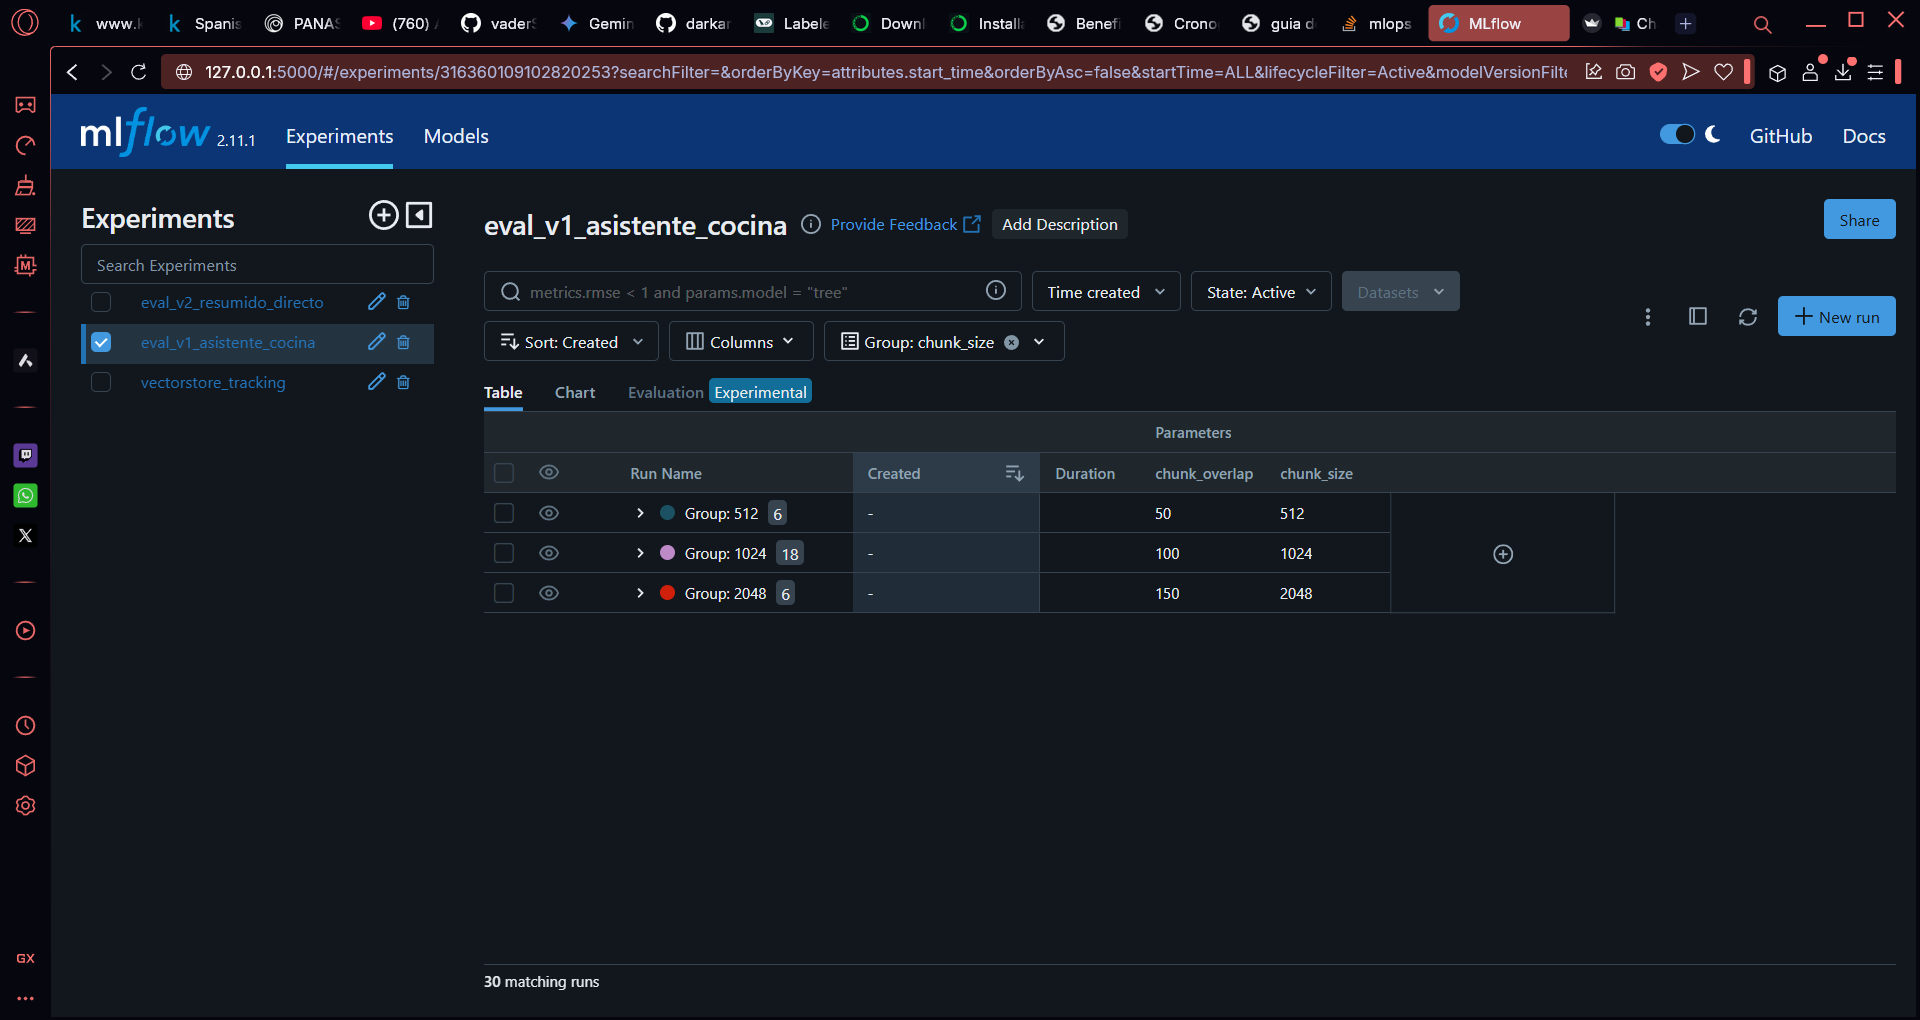 www.k
Spanis
PANAS
(760)
vaderS
Gemin
darkar
Labele
Downl
Installa
Benefi
Crono
guia d
mlops
MLflow
Ch
127.0.0.1:5000/#/experiments/316360109102820253?searchFilter=&orderByKey=attributes.start_time&orderByAsc=false&startTime=ALL&lifecycleFilter=Active&modelVersionFilte
mlflow 2.11.1
Experiments
Models
GitHub
Docs
Experiments
Search Experiments
eval_v2_resumido_directo
eval_v1_asistente_cocina
vectorstore_tracking
eval_v1_asistente_cocina
Provide Feedback
Add Description
Share
metrics.rmse < 1 and params.model = "tree"
Time created
State: Active
Datasets
New run
Sort: Created
Columns
Group: chunk_size
Table
Chart
Evaluation
Experimental
Parameters
Run Name
Created
Duration
chunk_overlap
chunk_size
Group: 512 6 - 50 512
Group: 1024 18 - 100 1024
Group: 2048 6 - 150 2048
30 matching runs
GX